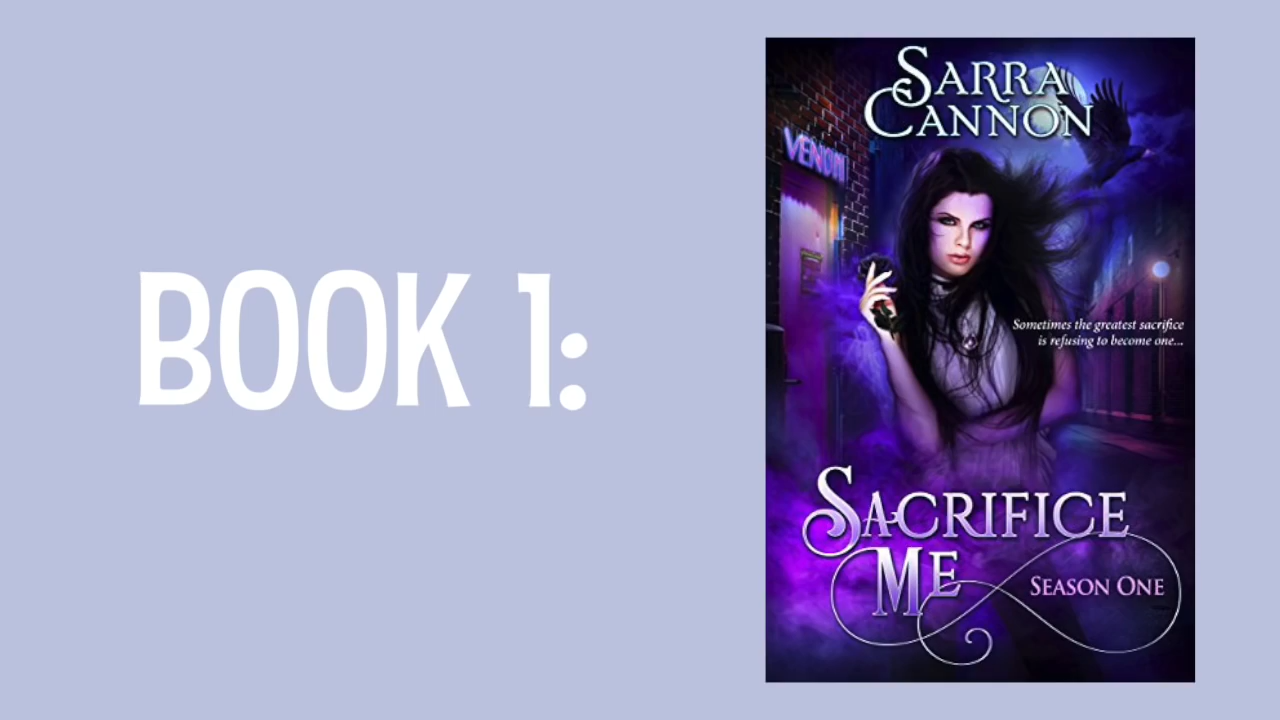 BOOK 1:
SARRA
CANNON
VENOM
Sometimes the greatest sacrifice
is refusing to become one...
SACRIFICE
ME
SEASON ONE